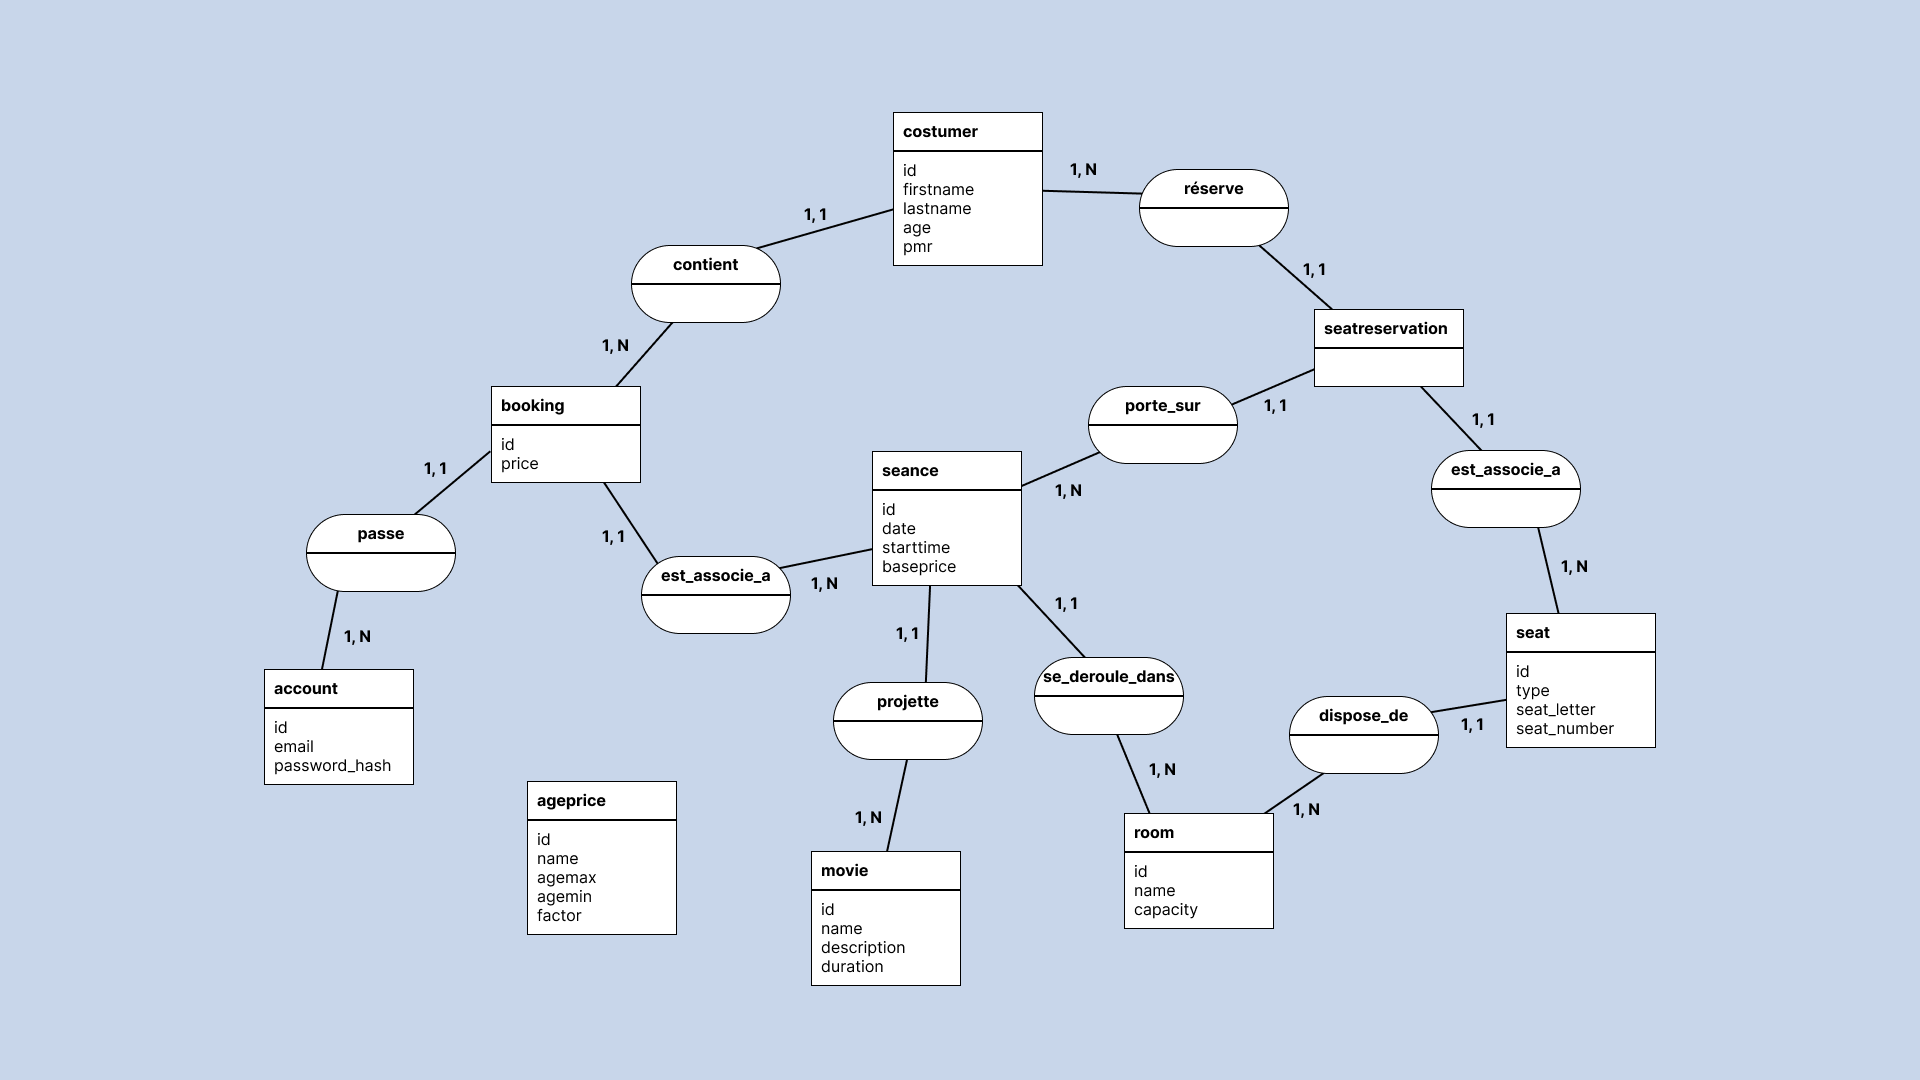 costumer
id
firstname
lastname
age
pmr
1, N
réserve
1, 1
contient
1, 1
1, N
seatreservation
booking
id
price
porte_sur
1, 1
1, 1
1, 1
est_associe_a
seance
id
date
starttime
baseprice
1, N
passe
1, 1
est_associe_a
1, N
1, N
1, N
1, 1
1, 1
seat
id
type
seat_letter
seat_number
account
id
email
password_hash
projette
se_deroule_dans
dispose_de
1, 1
1, N
1, N
1, N
ageprice
id
name
agemax
agemin
factor
movie
id
name
description
duration
room
id
name
capacity